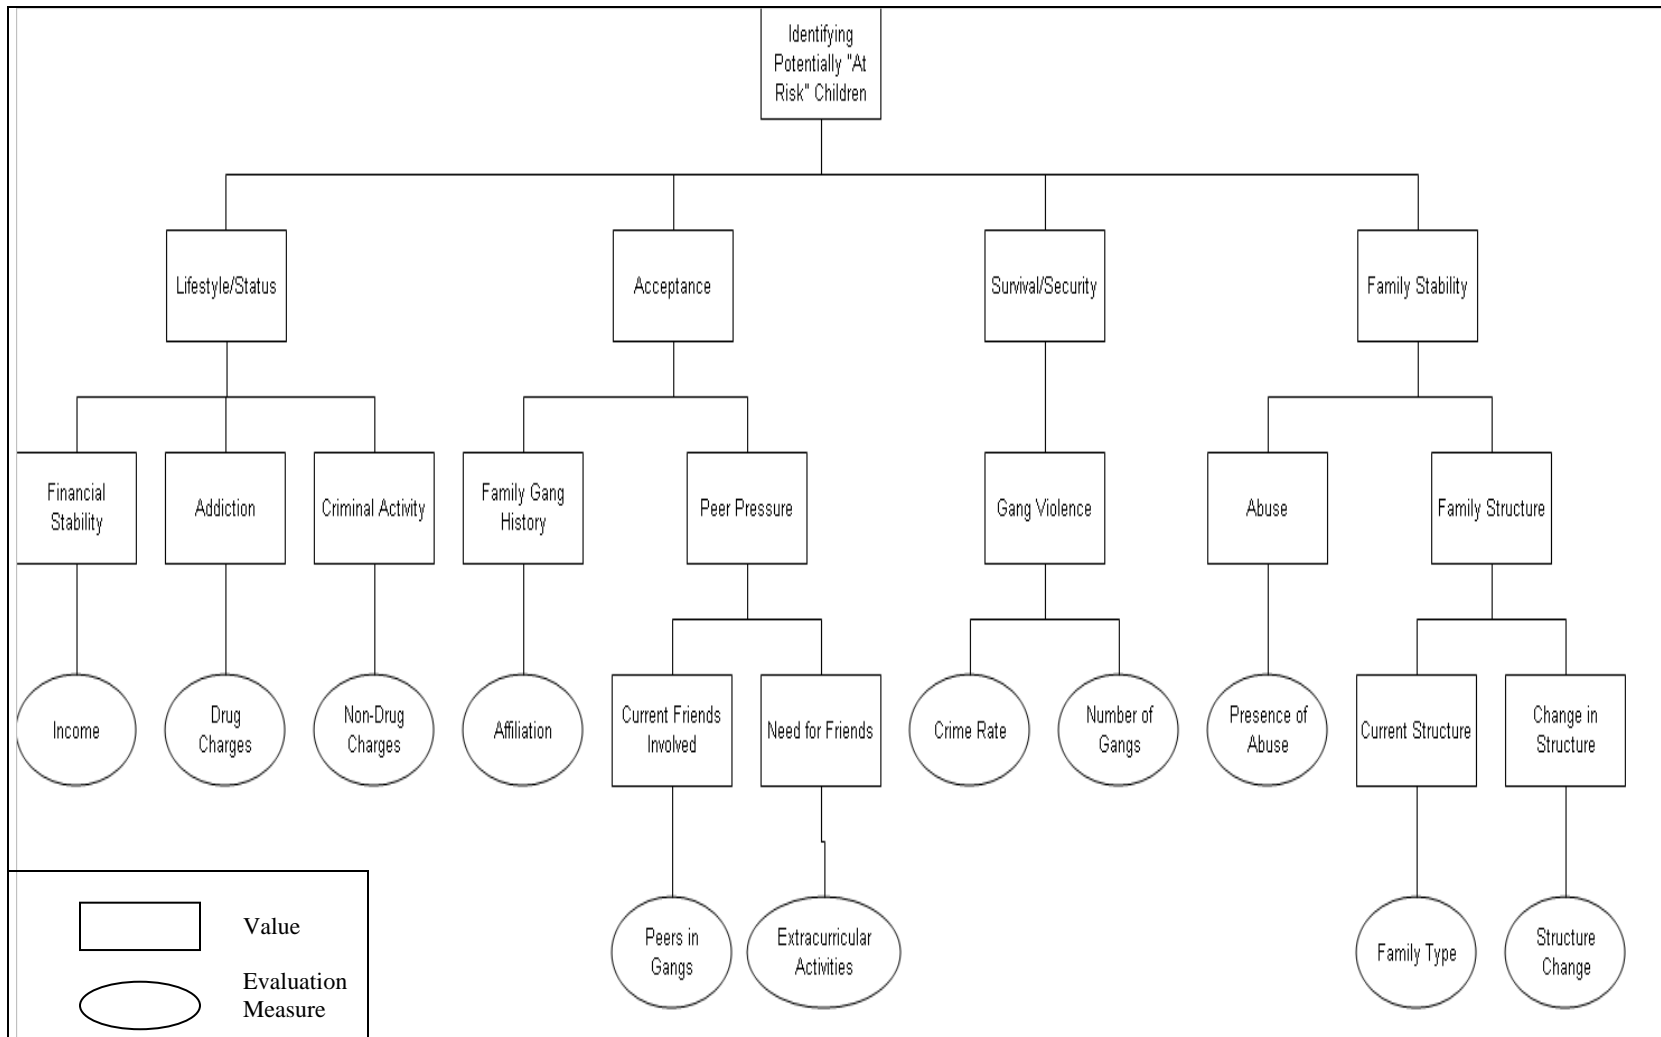 Identifying
Potentially "At
Risk" Children
Lifestyle/Status
Acceptance
Survival/Security
Family Stability
Financial
Stability
Addiction
Criminal Activity
Family Gang
History
Peer Pressure
Gang Violence
Abuse
Family Structure
Income
Drug
Charges
Non-Drug
Charges
Affiliation
Current Friends
Involved
Need for Friends
Crime Rate
Number of
Gangs
Presence of
Abuse
Current Structure
Change in
Structure
Peers in
Gangs
Extracurricular
Activities
Family Type
Structure
Change
Value
Evaluation
Measure